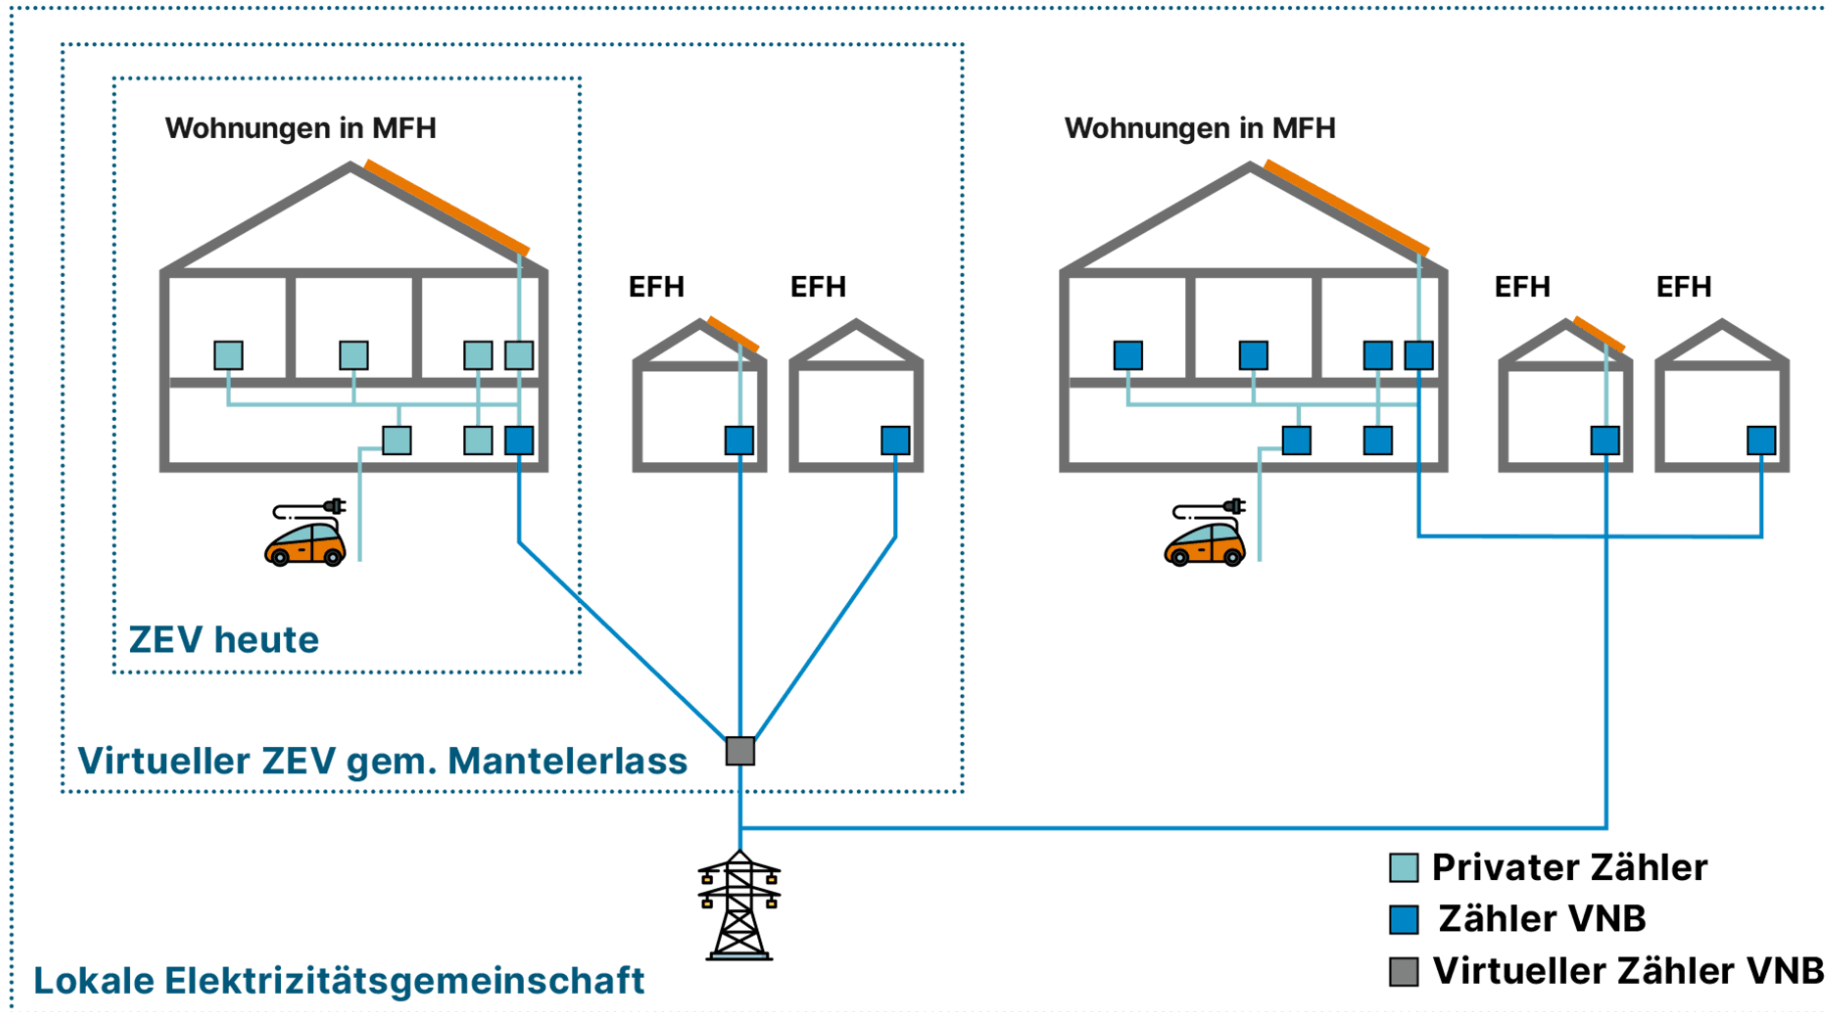 Wohnungen in MFH
Wohnungen in MFH
EFH
EFH
EFH
EFH
ZEV heute
Virtueller ZEV gem. Mantelerlass
Privater Zähler
Zähler VNB
Virtueller Zähler VNB
Lokale Elektrizitätsgemeinschaft